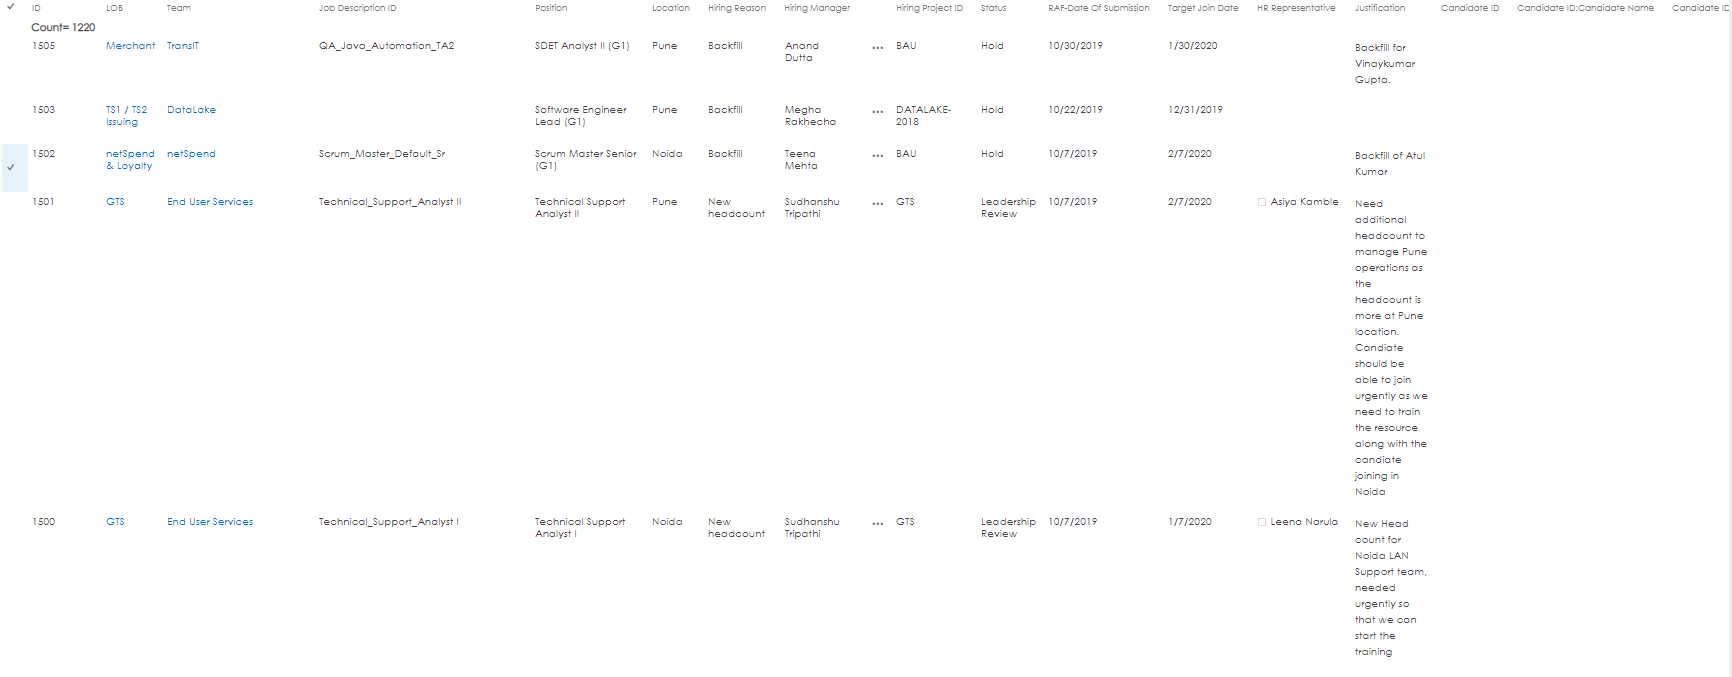 ID LOB Team Job Description ID Position Location Hiring Reason Hiring Manager Hiring Project ID Status RAF-Date Of Submission Target Join Date HR Representative Justification Candidate ID Candidate ID:Candidate Name Candidate ID
Count= 1220
1505 Merchant TransIT QA_Java_Automation_TA2 SDET Analyst II (G1) Pune Backfill Anand ... BAU Hold 10/30/2019 1/30/2020 Backfill for
Dutta Vinaykumar
Gupta.
1503 TS1 / TS2 DataLake Software Engineer Pune Backfill Megha ... DATALAKE- Hold 10/22/2019 12/31/2019
Issuing Lead (G1) Rakhecha 2018
1502 netSpend netSpend Scrum_Master_Default_Sr Scrum Master Senior Noida Backfill Teena ... BAU Hold 10/7/2019 2/7/2020 Backfill of Atul
& Loyalty (G1) Mehta Kumar
1501 GTS End User Services Technical_Support_Analyst II Technical Support Pune New Sudhanshu ... GTS Leadership 10/7/2019 2/7/2020 Asiya Kamble Need
Analyst II headcount Tripathi Review additional
headcount to
manage Pune
operations as
the
headcount is
more at Pune
location.
Candiate
should be
able to join
urgently as we
need to train
the resource
along with the
candiate
joining in
Noida
1500 GTS End User Services Technical_Support_Analyst I Technical Support Noida New Sudhanshu ... GTS Leadership 10/7/2019 1/7/2020 Leena Narula New Head
Analyst I headcount Tripathi Review count for
Noida LAN
Support team,
needed
urgently so
that we can
start the
training